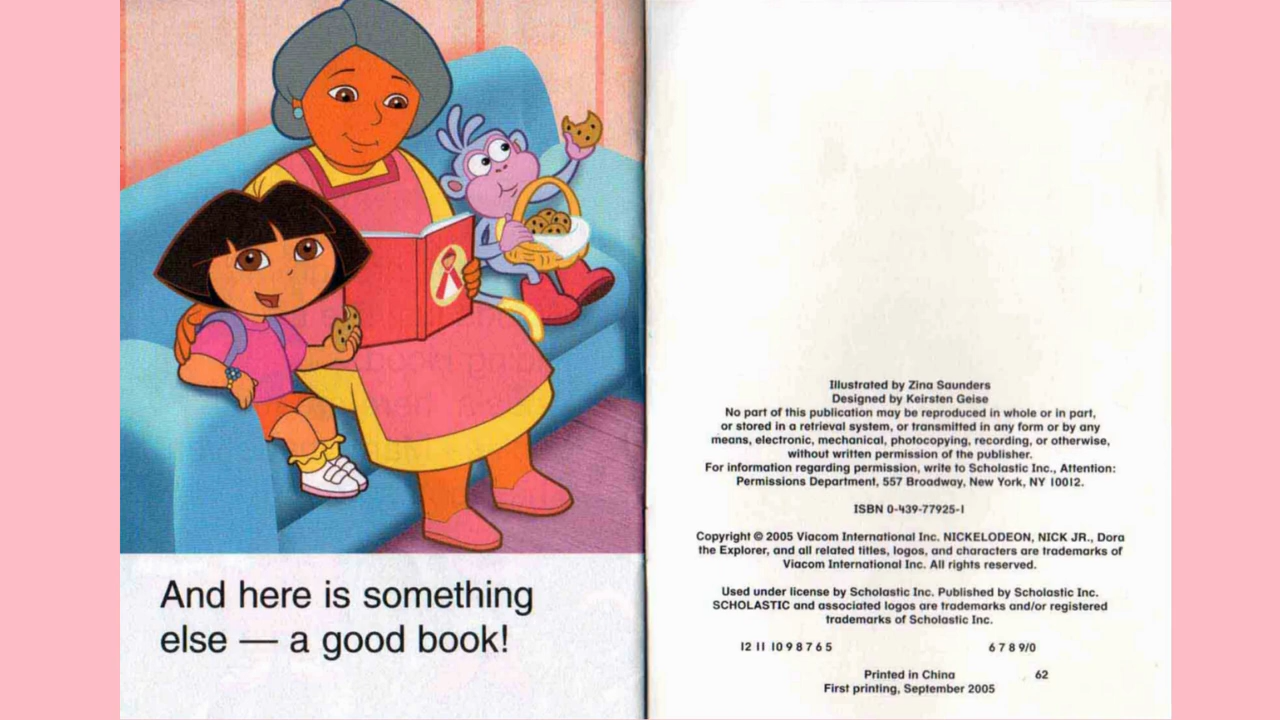 And here is something
else — a good book!
Illustrated by Zina Saunders
Designed by Keirsten Geise
No part of this publication may be reproduced in whole or in part,
or stored in a retrieval system, or transmitted in any form or by any
means, electronic, mechanical, photocopying, recording, or otherwise,
without written permission of the publisher.
For information regarding permission, write to Scholastic Inc., Attention:
Permissions Department, 557 Broadway, New York, NY 10012.
ISBN 0-439-77925-1
Copyright © 2005 Viacom International Inc. NICKELODEON, NICK JR., Dora
the Explorer, and all related titles, logos, and characters are trademarks of
Viacom International Inc. All rights reserved.
Used under license by Scholastic Inc. Published by Scholastic Inc.
SCHOLASTIC and associated logos are trademarks and/or registered
trademarks of Scholastic Inc.
12 11 10 9 8 7 6 5 6 7 8 9/0
Printed in China 62
First printing, September 2005